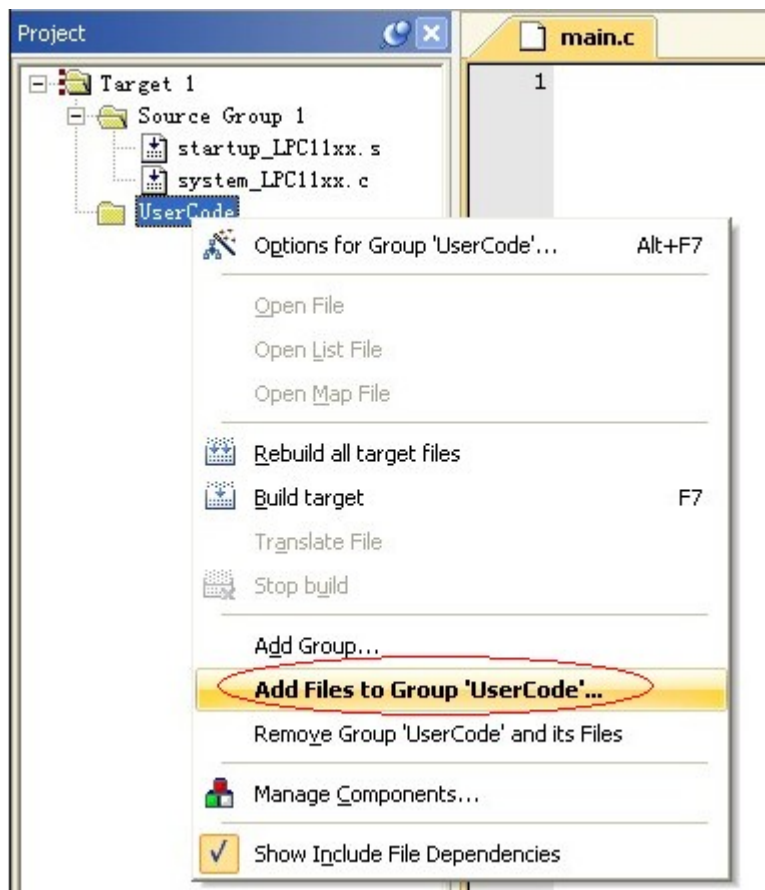 Project
main.c
Target 1
1
Source Group 1
startup_LPC11xx.s
system_LPC11xx.c
UserCode
Options for Group 'UserCode'... Alt+F7
Open File
Open List File
Open Map File
Rebuild all target files
Build target F7
Translate File
Stop build
Add Group...
Add Files to Group 'UserCode'...
Remove Group 'UserCode' and its Files
Manage Components...
Show Include File Dependencies